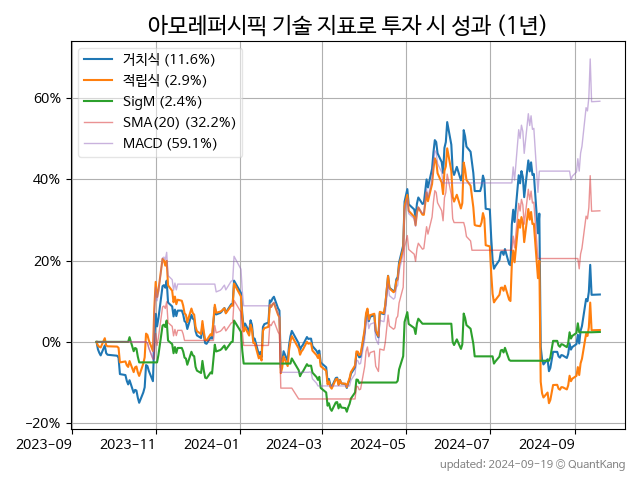 아모레퍼시픽 기술 지표로 투자 시 성과 (1년)
거치식 (11.6%)
적립식 (2.9%)
SigM (2.4%)
SMA(20) (32.2%)
MACD (59.1%)
60%
40%
20%
0%
−20%
2023-09 2023-11 2024-01 2024-03 2024-05 2024-07 2024-09
updated: 2024-09-19 @ QuantKang